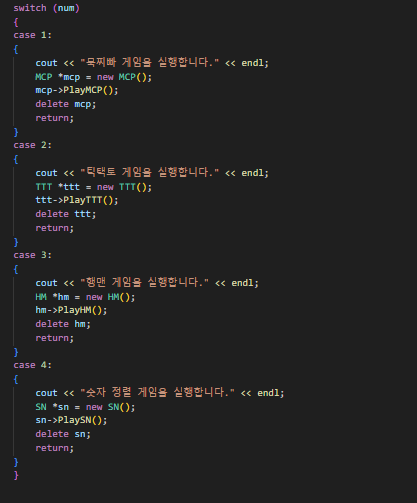 switch (num)
{
case 1:
{
cout << "묵찌빠 게임을 실행합니다." << endl;
MCP *mcp = new MCP();
mcp->PlayMCP();
delete mcp;
return;
}
case 2:
{
cout << "틱택토 게임을 실행합니다." << endl;
TTT *ttt = new TTT();
ttt->PlayTTT();
delete ttt;
return;
}
case 3:
{
cout << "행맨 게임을 실행합니다." << endl;
HM *hm = new HM();
hm->PlayHM();
delete hm;
return;
}
case 4:
{
cout << "숫자 정렬 게임을 실행합니다." << endl;
SN *sn = new SN();
sn->PlaySN();
delete sn;
return;
}
}